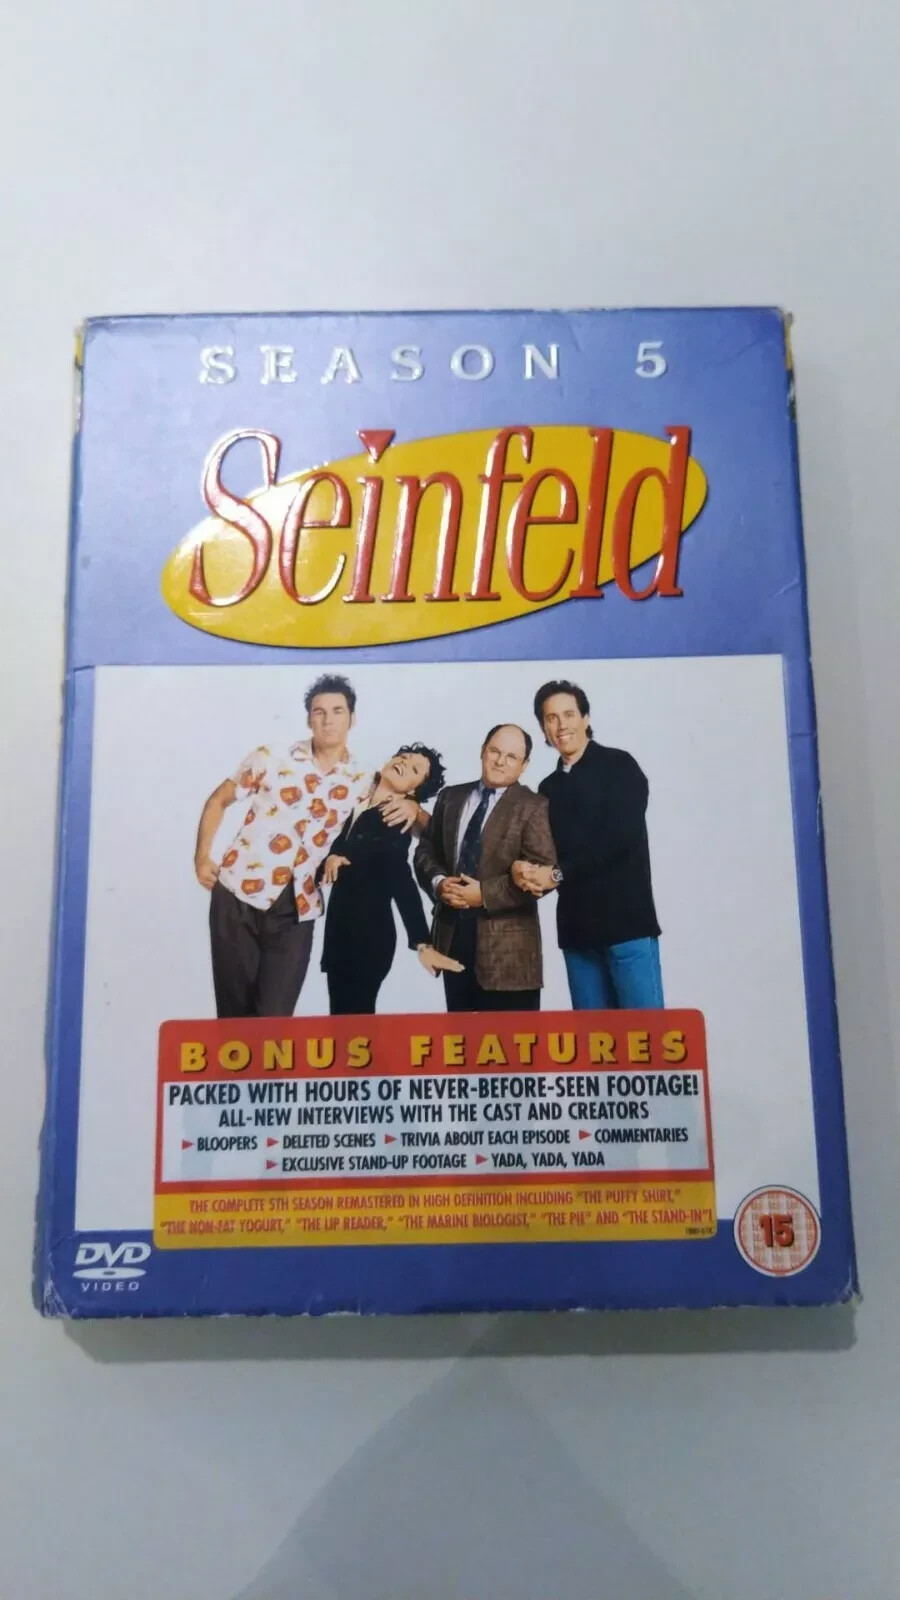 SEASON 5
Seinfeld
BONUS FEATURES
PACKED WITH HOURS OF NEVER-BEFORE-SEEN FOOTAGE!
ALL-NEW INTERVIEWS WITH THE CAST AND CREATORS
▶ BLOOPERS ▶ DELETED SCENES ▶ TRIVIA ABOUT EACH EPISODE ▶ COMMENTARIES
▶ EXCLUSIVE STAND-UP FOOTAGE ▶ YADA, YADA, YADA
THE COMPLETE 5TH SEASON REMASTERED IN HIGH DEFINITION INCLUDING "THE PUFFY SHIRT,"
"THE NON-FAT YOGURT," "THE LIP READER," "THE MARINE BIOLOGIST," "THE PIE" AND "THE STAND-IN"!
15
DVD
VIDEO